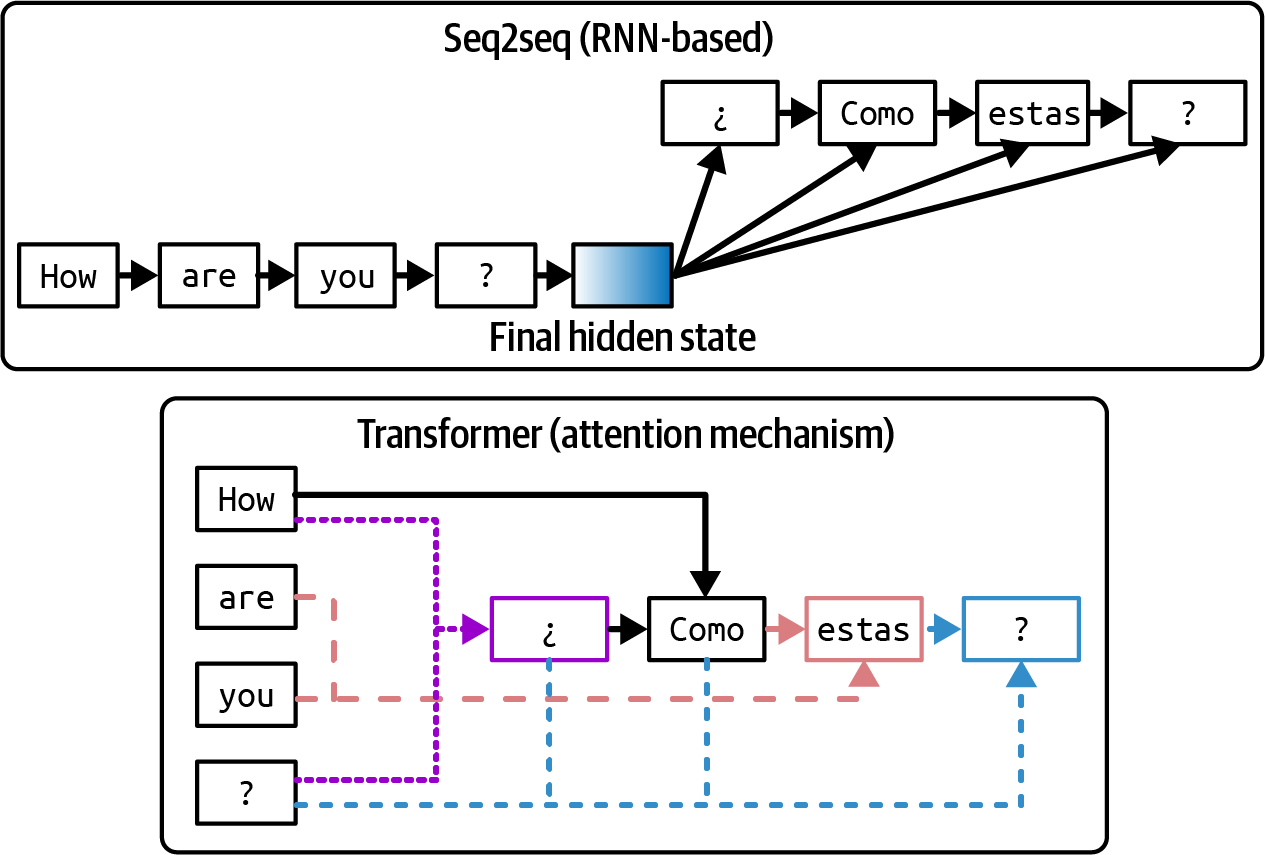 Seq2seq (RNN-based)
¿ Como estas ?
How are you ?
Final hidden state
Transformer (attention mechanism)
How
are
¿ Como estas ?
you
?